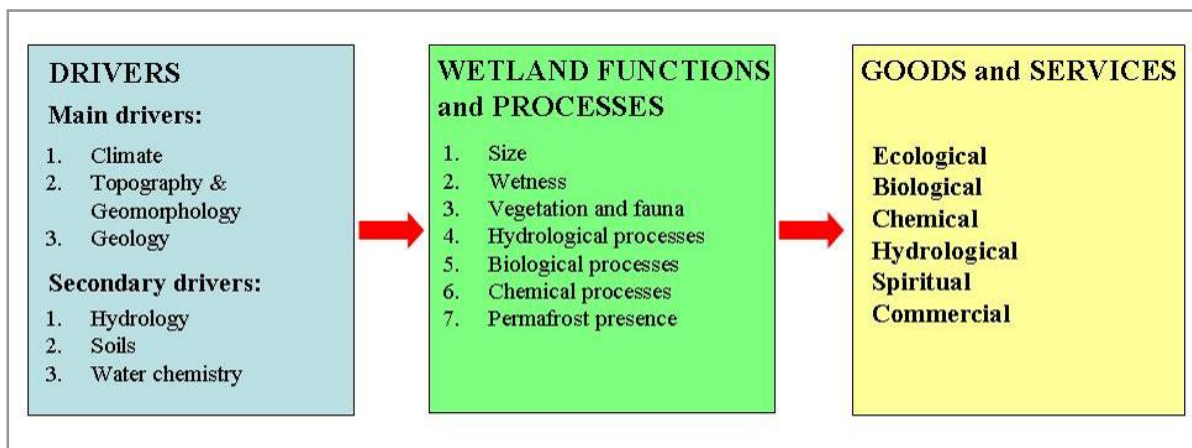 DRIVERS
Main drivers:
1. Climate
2. Topography &
Geomorphology
3. Geology
Secondary drivers:
1. Hydrology
2. Soils
3. Water chemistry
WETLAND FUNCTIONS
and PROCESSES
1. Size
2. Wetness
3. Vegetation and fauna
4. Hydrological processes
5. Biological processes
6. Chemical processes
7. Permafrost presence
GOODS and SERVICES
Ecological
Biological
Chemical
Hydrological
Spiritual
Commercial